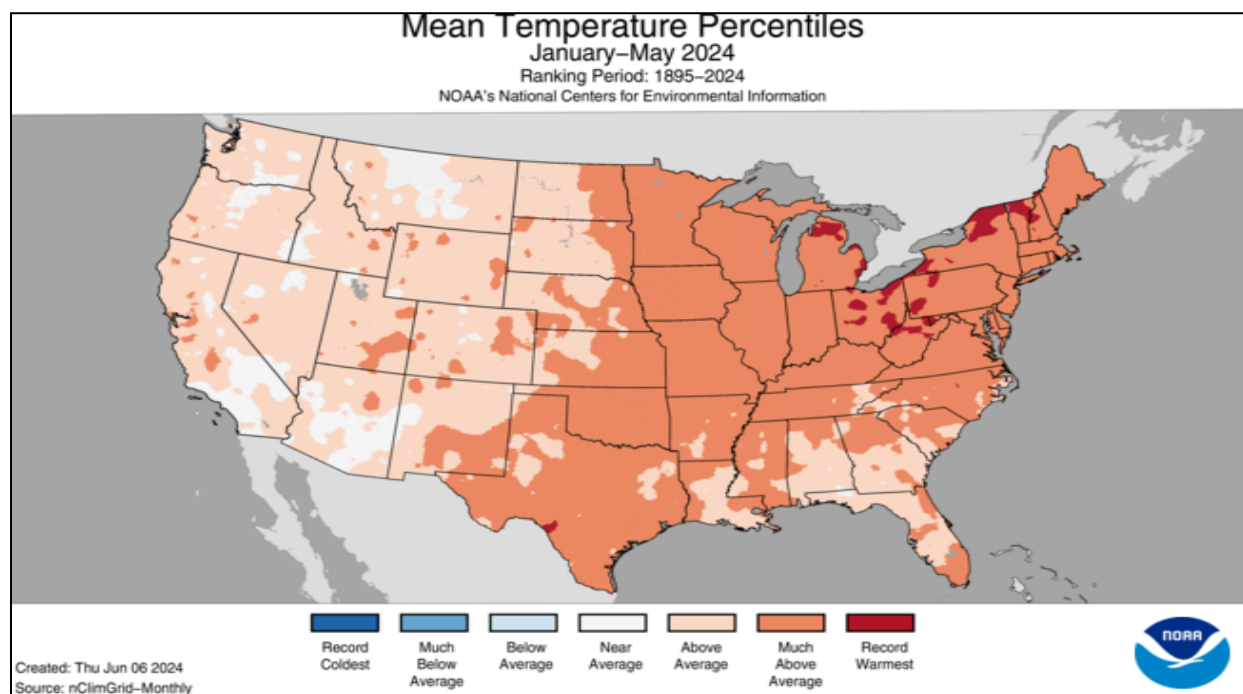 Mean Temperature Percentiles
January–May 2024
Ranking Period: 1895–2024
NOAA's National Centers for Environmental Information
Record
Coldest
Much
Below
Average
Below
Average
Near
Average
Above
Average
Much
Above
Average
Record
Warmest
Created: Thu Jun 06 2024
Source: nClimGrid–Monthly
NOAA